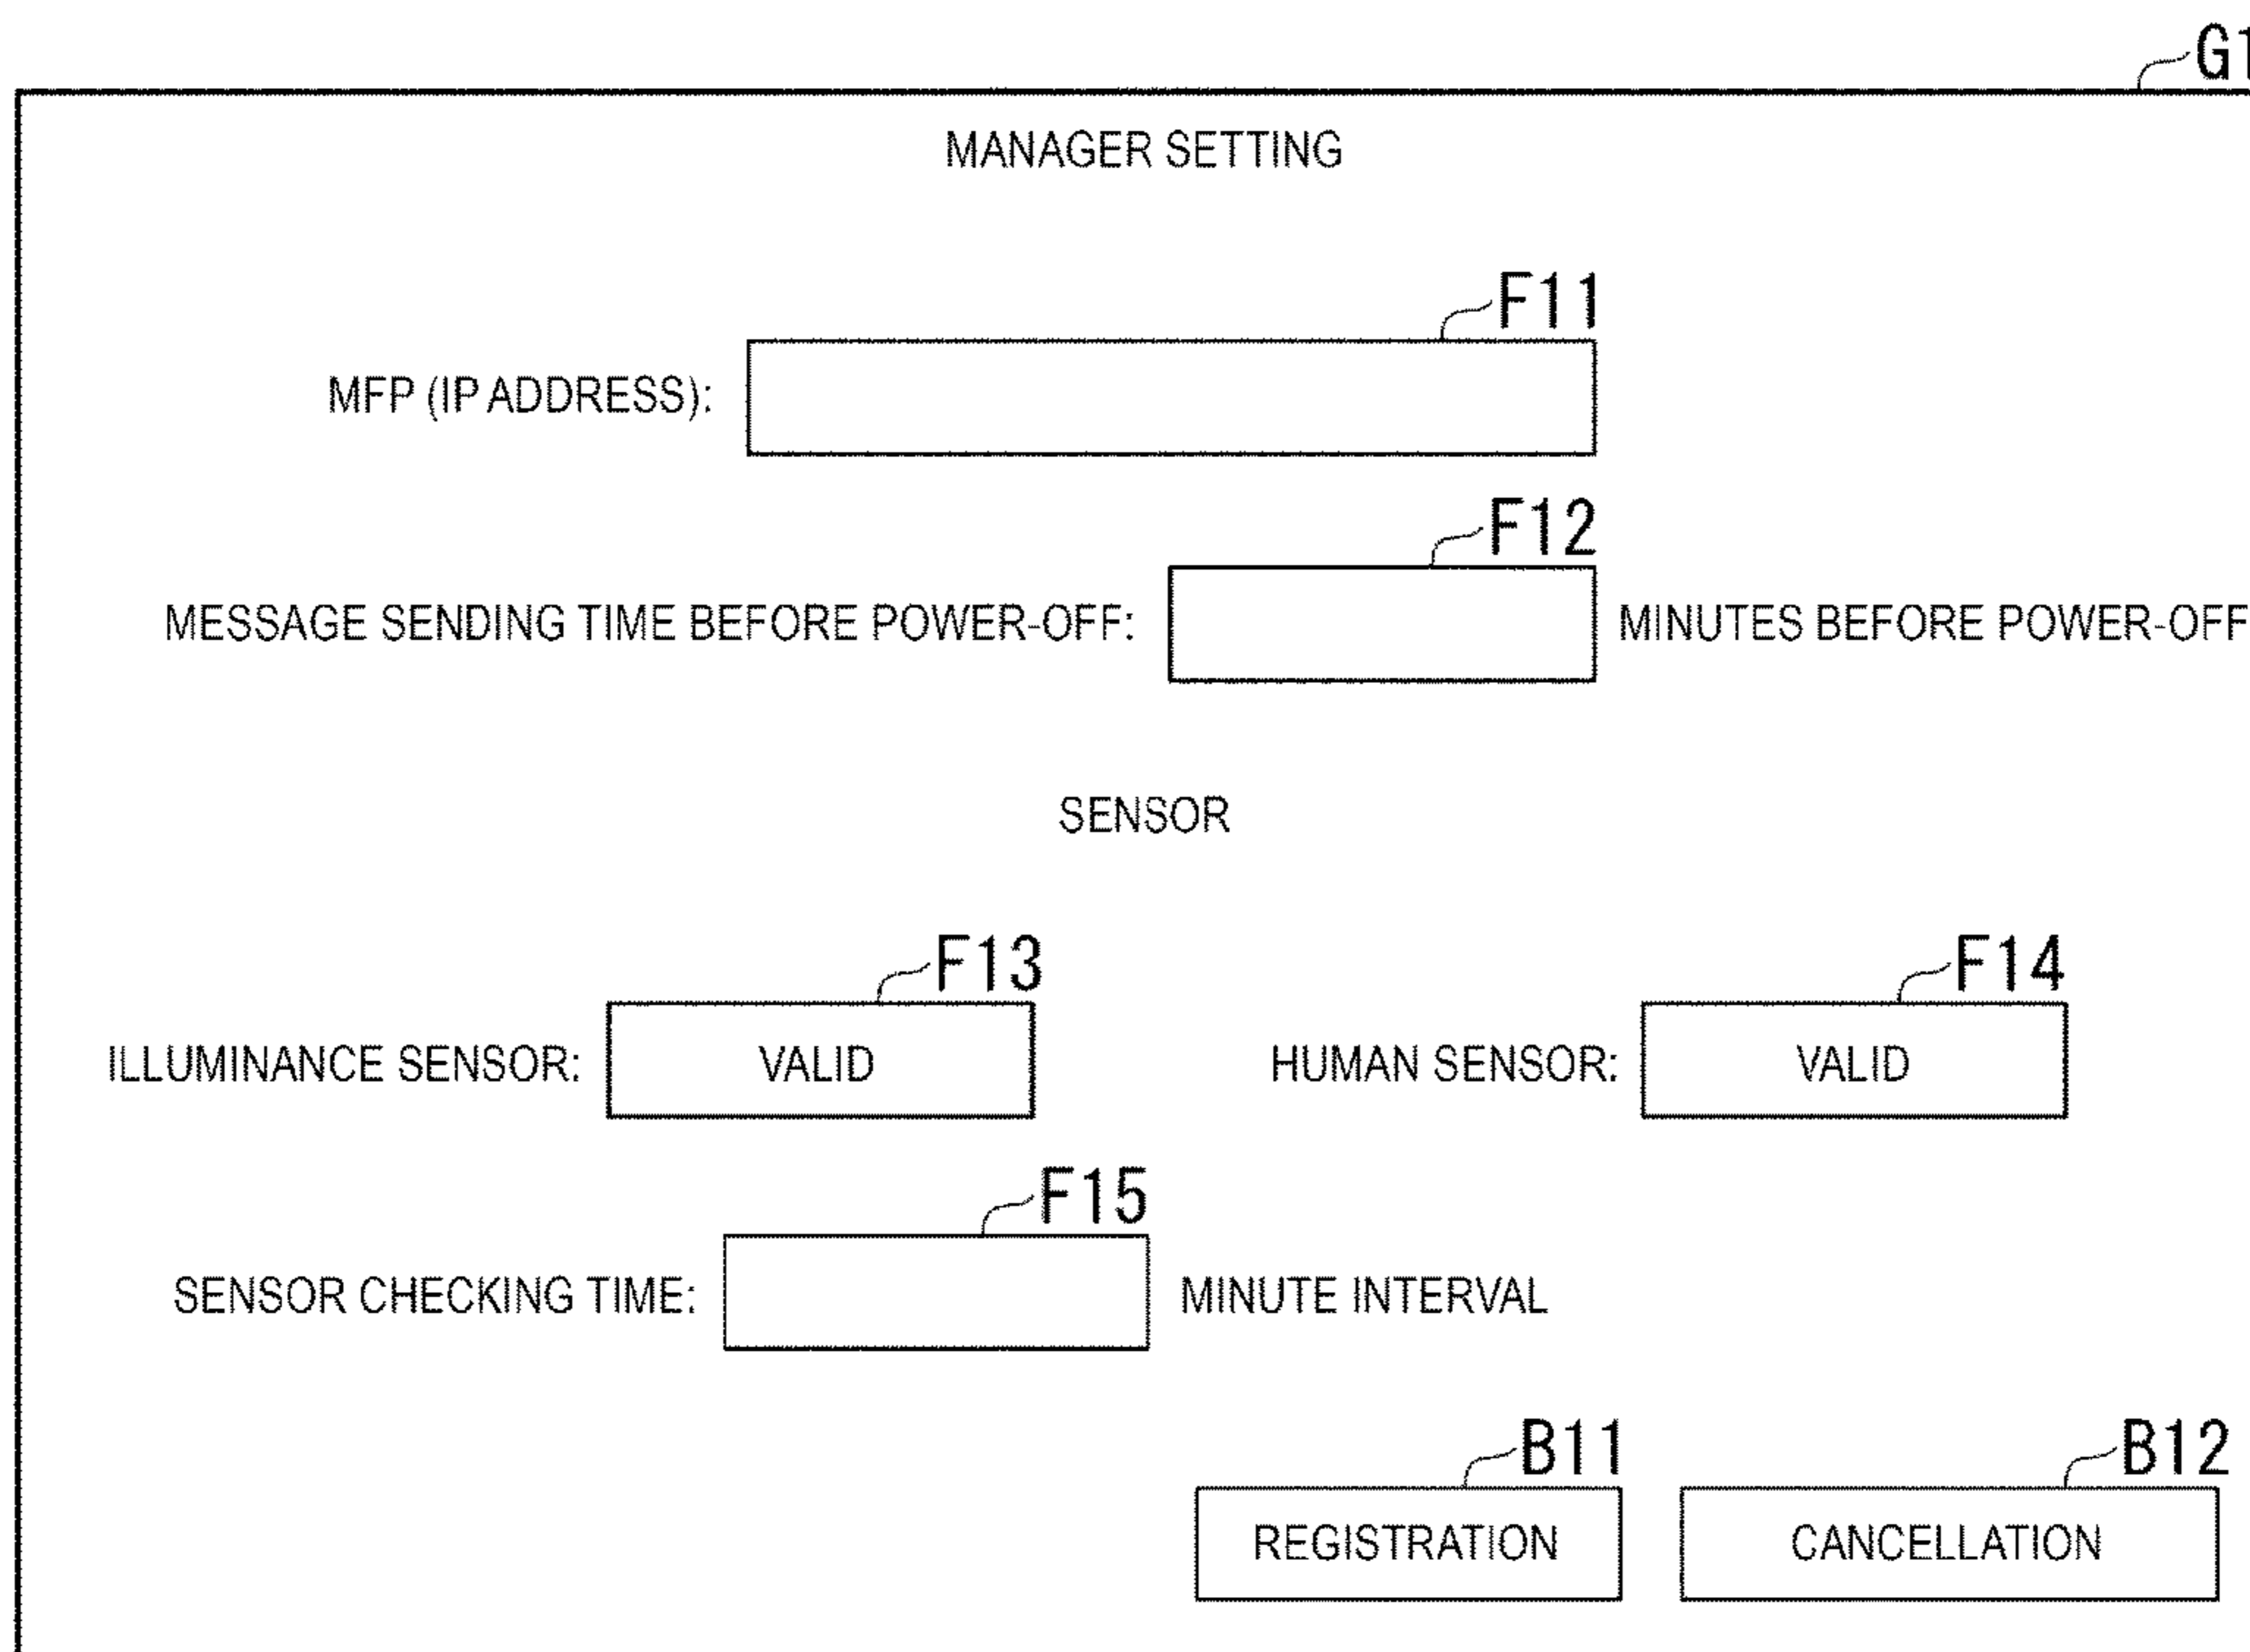 G1
MANAGER SETTING
F11
MFP (IP ADDRESS):
F12
MESSAGE SENDING TIME BEFORE POWER-OFF: MINUTES BEFORE POWER-OFF
SENSOR
F13 F14
ILLUMINANCE SENSOR: VALID HUMAN SENSOR: VALID
F15
SENSOR CHECKING TIME: MINUTE INTERVAL
B11 B12
REGISTRATION CANCELLATION